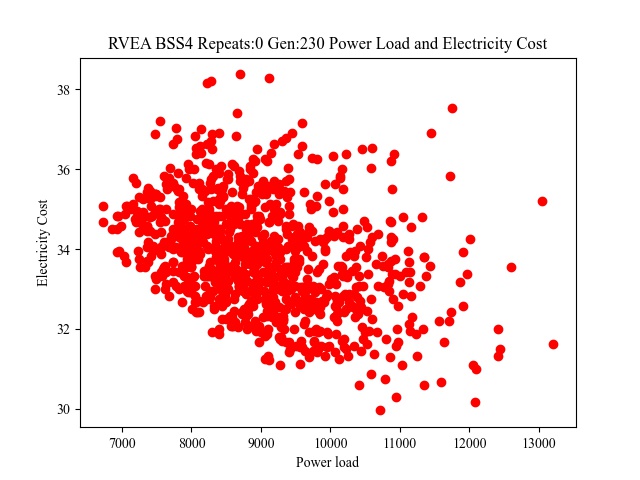 RVEA BSS4 Repeats:0 Gen:230 Power Load and Electricity Cost
38
36
34
32
30
Electricity Cost
7000 8000 9000 10000 11000 12000 13000
Power load